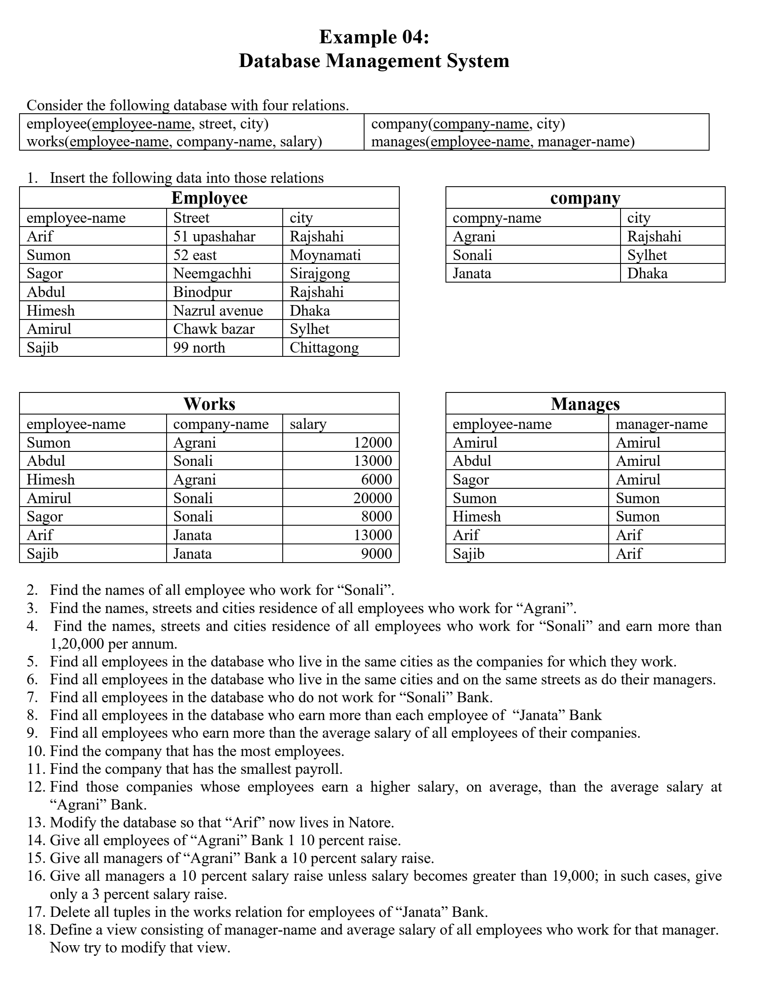 Example 04:
Database Management System
Consider the following database with four relations.
employee(employee-name, street, city)
works(employee-name, company-name, salary)
company(company-name, city)
manages(employee-name, manager-name)
1. Insert the following data into those relations
Employee
employee-name Street city
Arif 51 upashahar Rajshahi
Sumon 52 east Moynamati
Sagor Neemgachhi Sirajgong
Abdul Binodpur Rajshahi
Himesh Nazrul avenue Dhaka
Amirul Chawk bazar Sylhet
Sajib 99 north Chittagong
company
compny-name city
Agrani Rajshahi
Sonali Sylhet
Janata Dhaka
Works
employee-name company-name salary
Sumon Agrani 12000
Abdul Sonali 13000
Himesh Agrani 6000
Amirul Sonali 20000
Sagor Sonali 8000
Arif Janata 13000
Sajib Janata 9000
Manages
employee-name manager-name
Amirul Amirul
Abdul Amirul
Sagor Amirul
Sumon Sumon
Himesh Sumon
Arif Arif
Sajib Arif
2. Find the names of all employee who work for “Sonali”.
3. Find the names, streets and cities residence of all employees who work for “Agrani”.
4. Find the names, streets and cities residence of all employees who work for “Sonali” and earn more than
1,20,000 per annum.
5. Find all employees in the database who live in the same cities as the companies for which they work.
6. Find all employees in the database who live in the same cities and on the same streets as do their managers.
7. Find all employees in the database who do not work for “Sonali” Bank.
8. Find all employees in the database who earn more than each employee of “Janata” Bank
9. Find all employees who earn more than the average salary of all employees of their companies.
10. Find the company that has the most employees.
11. Find the company that has the smallest payroll.
12. Find those companies whose employees earn a higher salary, on average, than the average salary at
“Agrani” Bank.
13. Modify the database so that “Arif” now lives in Natore.
14. Give all employees of “Agrani” Bank 1 10 percent raise.
15. Give all managers of “Agrani” Bank a 10 percent salary raise.
16. Give all managers a 10 percent salary raise unless salary becomes greater than 19,000; in such cases, give
only a 3 percent salary raise.
17. Delete all tuples in the works relation for employees of “Janata” Bank.
18. Define a view consisting of manager-name and average salary of all employees who work for that manager.
Now try to modify that view.